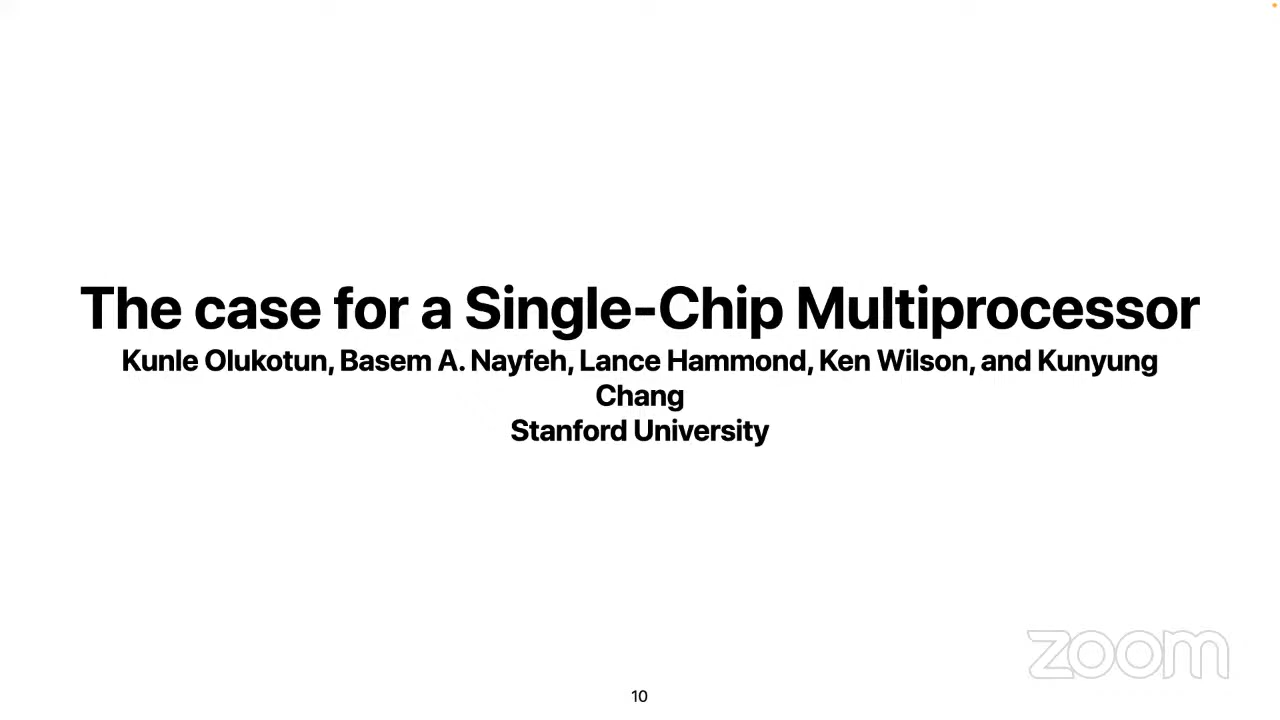 The case for a Single-Chip Multiprocessor
Kunle Olukotun, Basem A. Nayfeh, Lance Hammond, Ken Wilson, and Kunyung
Chang
Stanford University
zoom
10